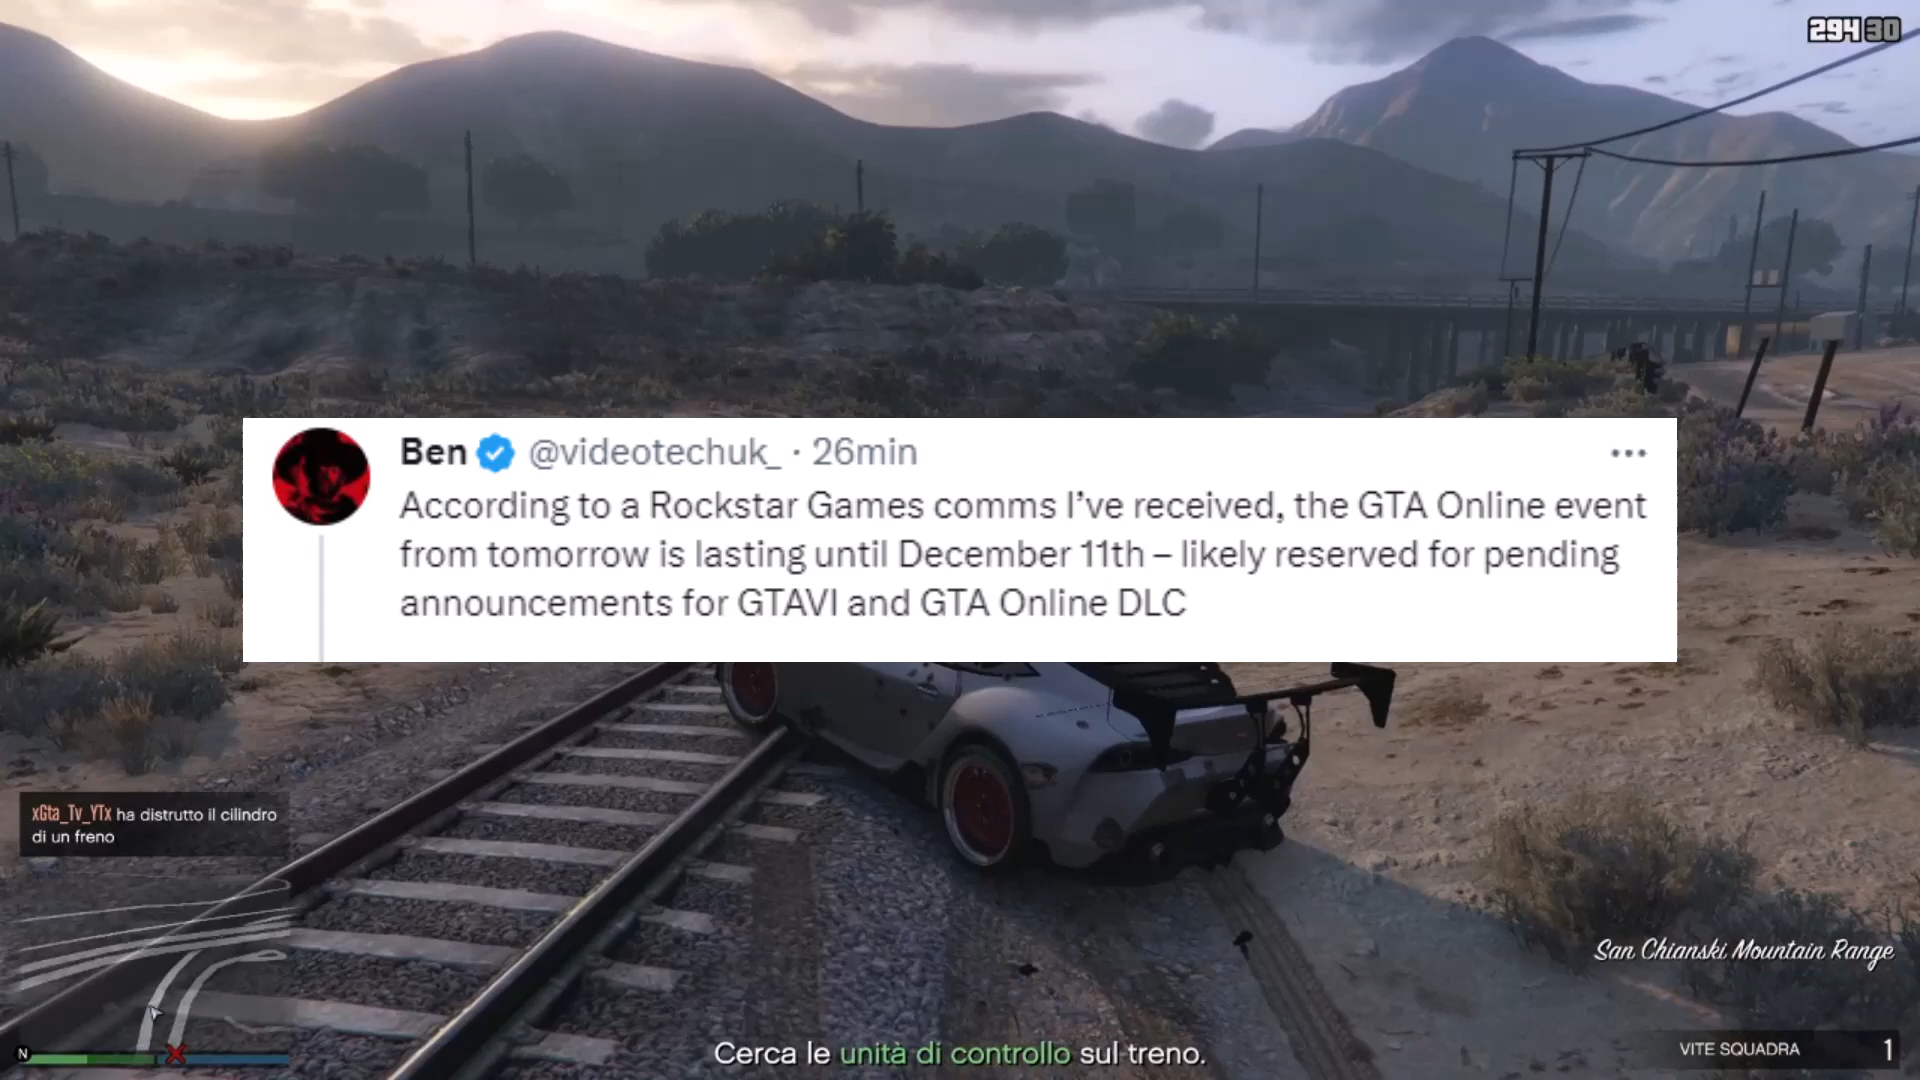 294 30
Ben @videotechuk_ · 26min
According to a Rockstar Games comms I’ve received, the GTA Online event
from tomorrow is lasting until December 11th – likely reserved for pending
announcements for GTAVI and GTA Online DLC
xGta_Tv_YTx ha distrutto il cilindro
di un freno
San Chianski Mountain Range
N
Cerca le unità di controllo sul treno.
VITE SQUADRA 1